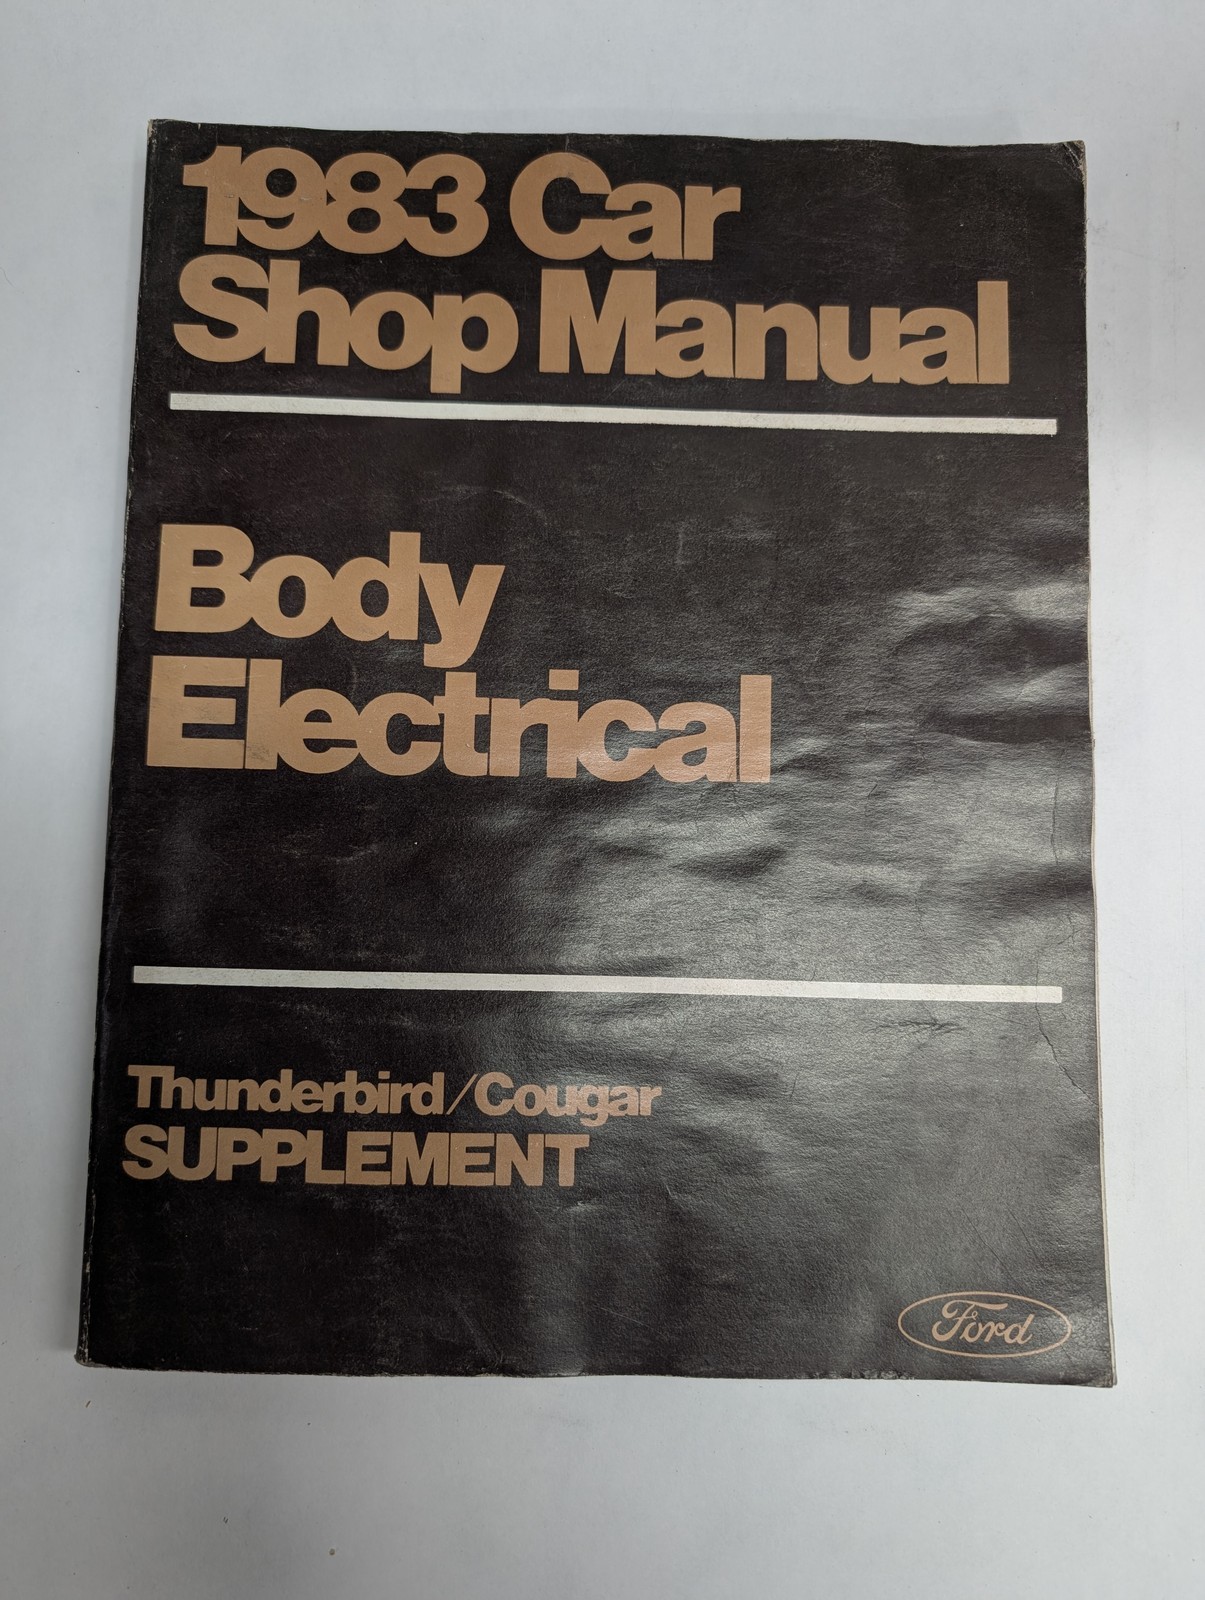 1983 Car
Shop Manual
Body
Electrical
Thunderbird/Cougar
SUPPLEMENT
Ford